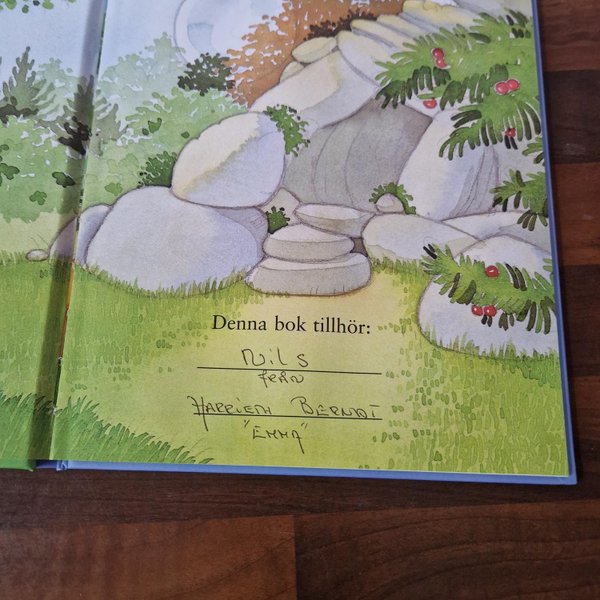 Denna bok tillhör:
Nils
från
HARRIETH BERNDT
"EMMA"